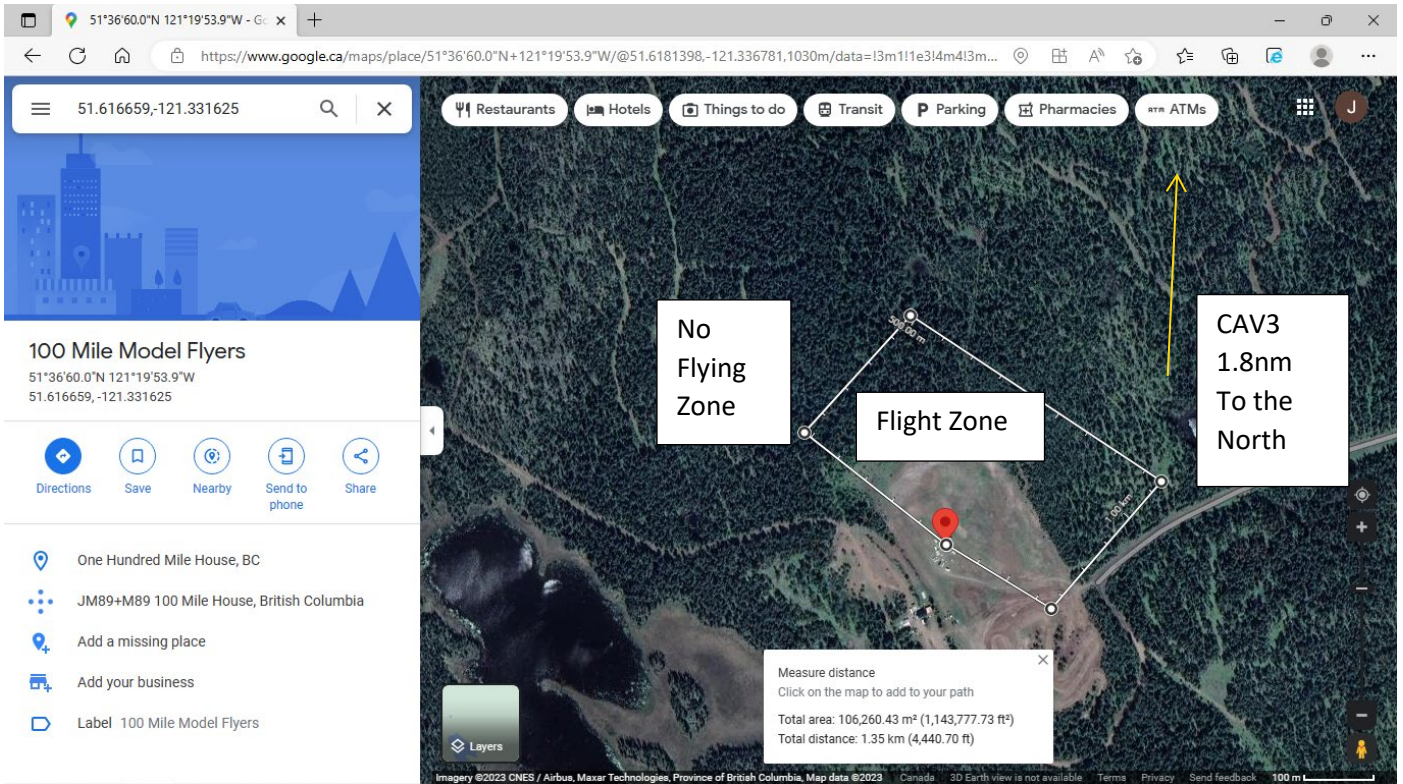 51°36'60.0"N 121°19'53.9"W - Go
https://www.google.ca/maps/place/51°36'60.0"N+121°19'53.9"W/@51.6181398,-121.336781,1030m/data=!3m1!1e3!4m4!3m...
51.616659,-121.331625
Restaurants
Hotels
Things to do
Transit
Parking
Pharmacies
ATM ATMs
J
100 Mile Model Flyers
51°36'60.0"N 121°19'53.9"W
51.616659, -121.331625
Directions
Save
Nearby
Send to
phone
Share
One Hundred Mile House, BC
JM89+M89 100 Mile House, British Columbia
Add a missing place
Add your business
Label 100 Mile Model Flyers
No
Flying
Zone
500.00 m
Flight Zone
CAV3
1.8nm
To the
North
1.00 km
Measure distance
Click on the map to add to your path
Total area: 106,260.43 m² (1,143,777.73 ft²)
Total distance: 1.35 km (4,440.70 ft)
Layers
Imagery ©2023 CNES / Airbus, Maxar Technologies, Province of British Columbia, Map data ©2023 Canada 3D Earth view is not available Terms Privacy Send feedback 100 m